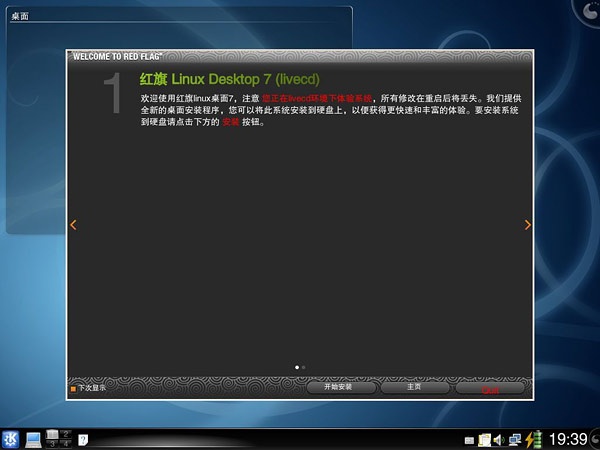 桌面
WELCOME TO RED FLAG
1
红旗 Linux Desktop 7 (livecd)
欢迎使用红旗linux桌面7，注意 您正在livecd环境下体验系统，所有修改在重启后将丢失。我们提供
全新的桌面安装程序，您可以将此系统安装到硬盘上，以便获得更快速和丰富的体验。要安装系统
到硬盘请点击下方的 安装 按钮。
下次显示
开始安装
主页
2
3 4
19:39